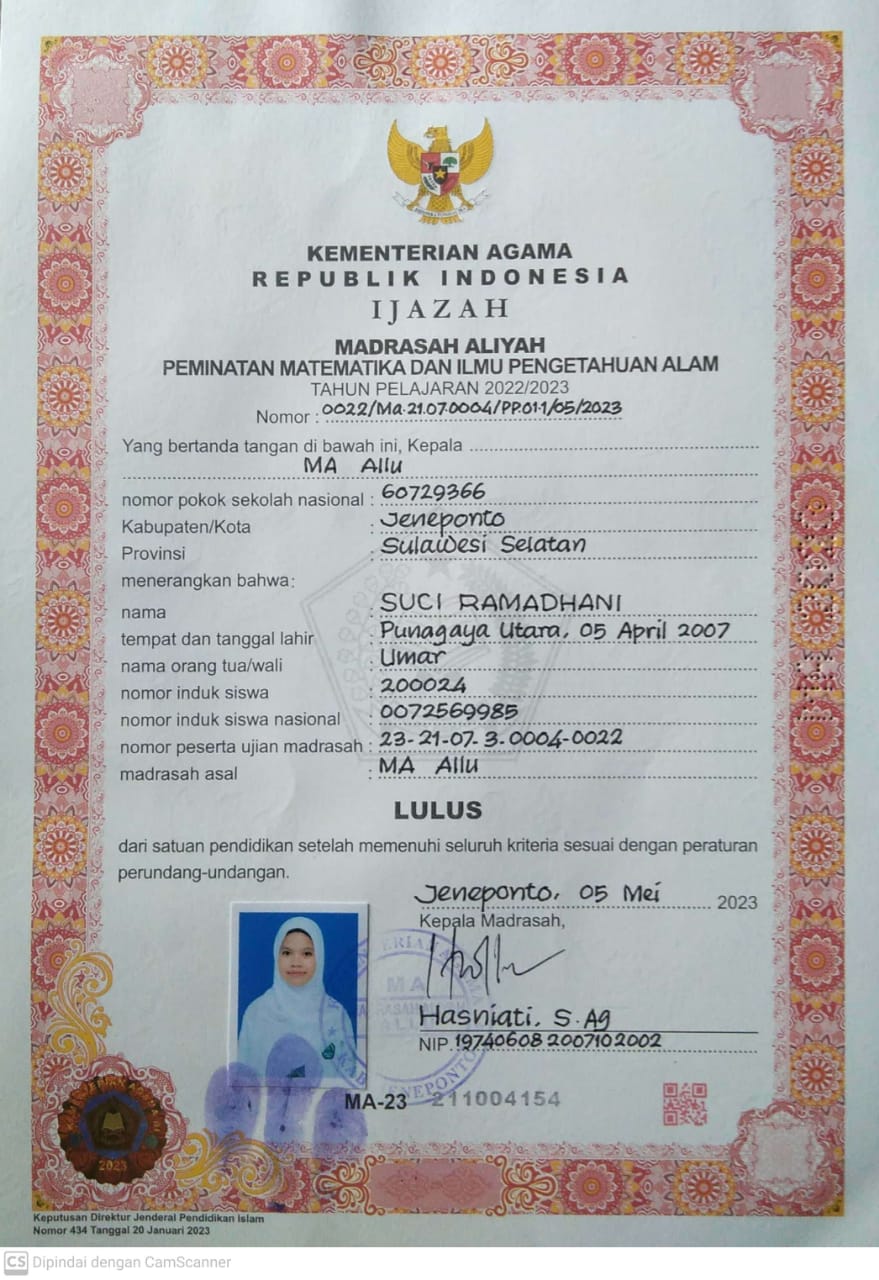 KEMENTERIAN AGAMA
REPUBLIK INDONESIA
IJAZAH
MADRASAH ALIYAH
PEMINATAN MATEMATIKA DAN ILMU PENGETAHUAN ALAM
TAHUN PELAJARAN 2022/2023
Nomor : 0022/Ma.21.07.0004/PP.01.1/05/2023
Yang bertanda tangan di bawah ini, Kepala
MA Allu
nomor pokok sekolah nasional : 60729366
Kabupaten/Kota : Jeneponto
Provinsi : Sulawesi Selatan
menerangkan bahwa:
nama : SUCI RAMADHANI
tempat dan tanggal lahir : Punagaya Utara, 05 April 2007
nama orang tua/wali : Umar
nomor induk siswa : 200024
nomor induk siswa nasional : 0072569985
nomor peserta ujian madrasah : 23-21-07-3-0004-0022
madrasah asal : MA Allu
LULUS
dari satuan pendidikan setelah memenuhi seluruh kriteria sesuai dengan peraturan
perundang-undangan.
Jeneponto, 05 Mei 2023
Kepala Madrasah,
MA
Hasniati, S.Ag
NIP. 19740608 2007102002
MA-23 211004154
2023
Keputusan Direktur Jenderal Pendidikan Islam
Nomor 434 Tanggal 20 Januari 2023
CS Dipindai dengan CamScanner